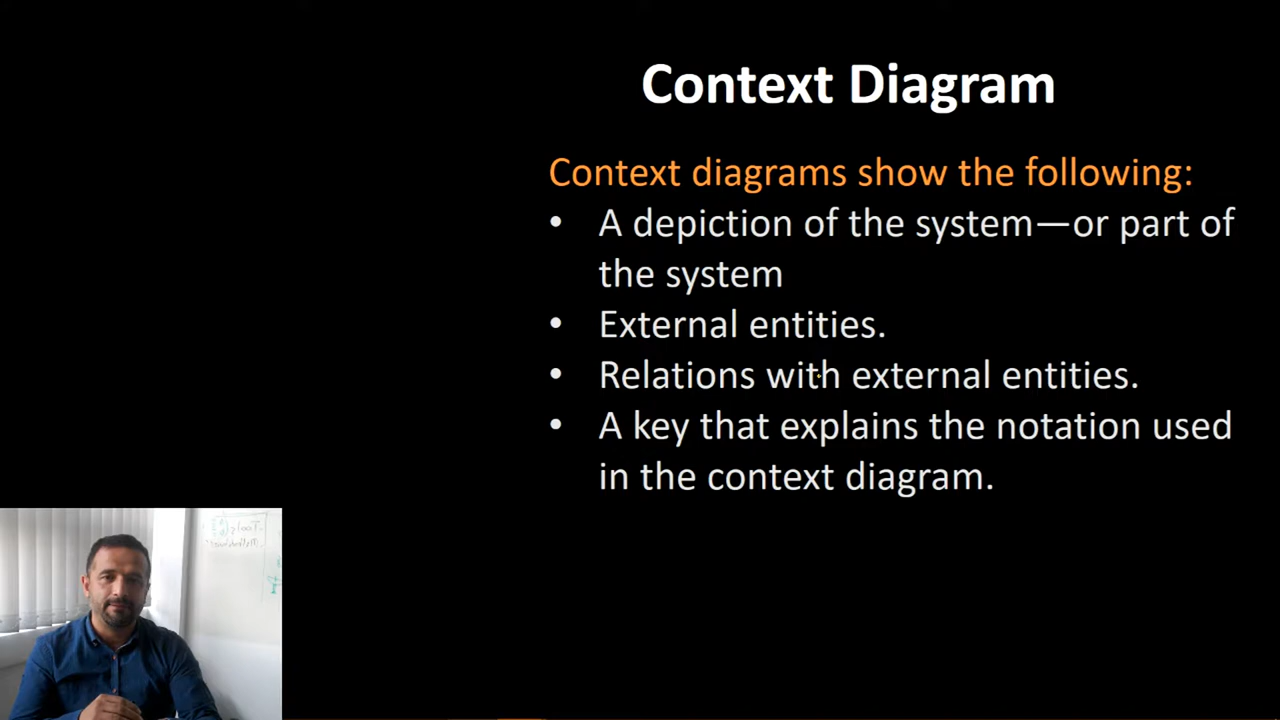 Context Diagram
Context diagrams show the following:
• A depiction of the system—or part of
the system
• External entities.
• Relations with external entities.
• A key that explains the notation used
in the context diagram.